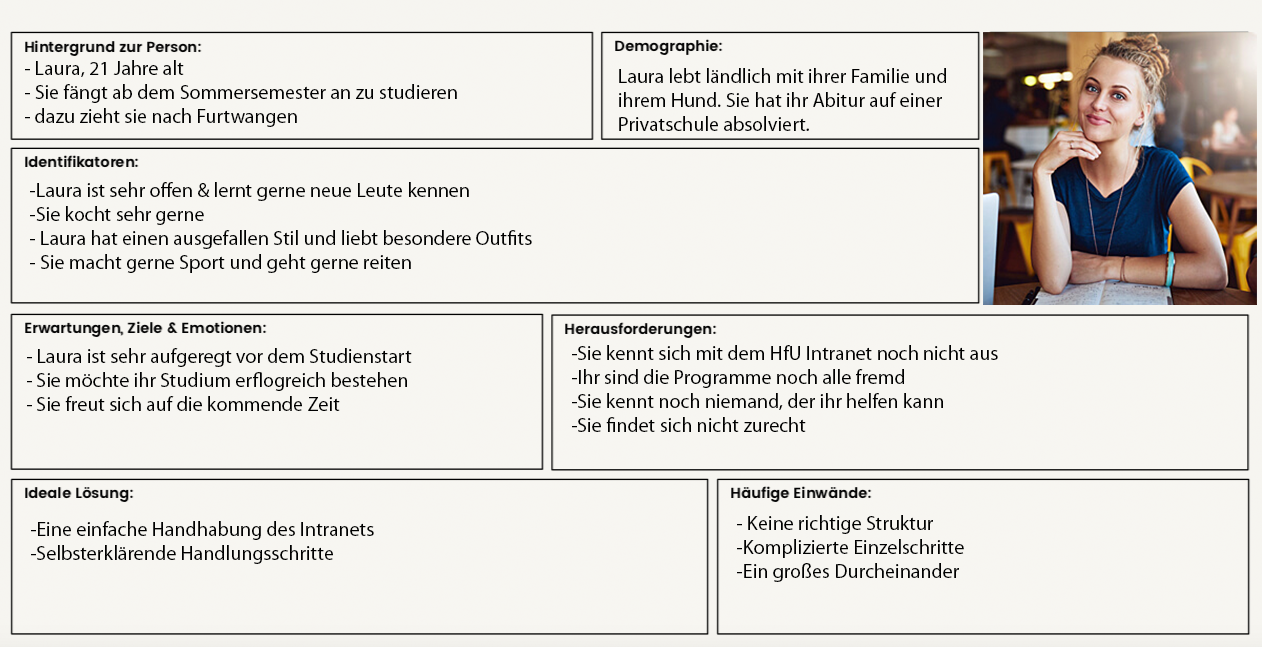 Hintergrund zur Person:
- Laura, 21 Jahre alt
- Sie fängt ab dem Sommersemester an zu studieren
- dazu zieht sie nach Furtwangen
Demographie:
Laura lebt ländlich mit ihrer Familie und
ihrem Hund. Sie hat ihr Abitur auf einer
Privatschule absolviert.
Identifikatoren:
-Laura ist sehr offen & lernt gerne neue Leute kennen
-Sie kocht sehr gerne
- Laura hat einen ausgefallen Stil und liebt besondere Outfits
- Sie macht gerne Sport und geht gerne reiten
Erwartungen, Ziele & Emotionen:
- Laura ist sehr aufgeregt vor dem Studienstart
- Sie möchte ihr Studium erflogreich bestehen
- Sie freut sich auf die kommende Zeit
Herausforderungen:
-Sie kennt sich mit dem HfU Intranet noch nicht aus
-Ihr sind die Programme noch alle fremd
-Sie kennt noch niemand, der ihr helfen kann
-Sie findet sich nicht zurecht
Ideale Lösung:
-Eine einfache Handhabung des Intranets
-Selbsterklärende Handlungsschritte
Häufige Einwände:
- Keine richtige Struktur
-Komplizierte Einzelschritte
-Ein großes Durcheinander